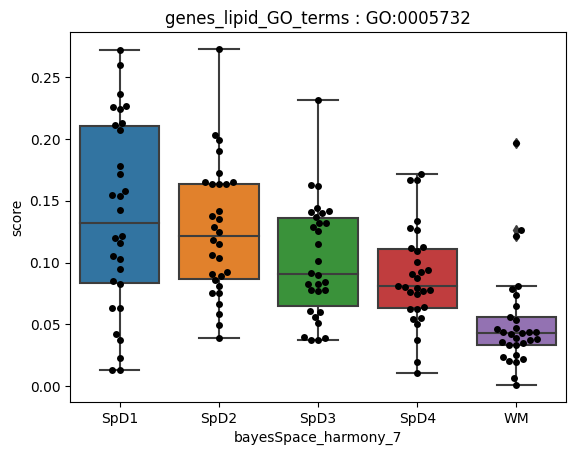 genes_lipid_GO_terms : GO:0005732
0.25
0.20
0.15
0.10
0.05
0.00
score
SpD1 SpD2 SpD3 SpD4 WM
bayesSpace_harmony_7